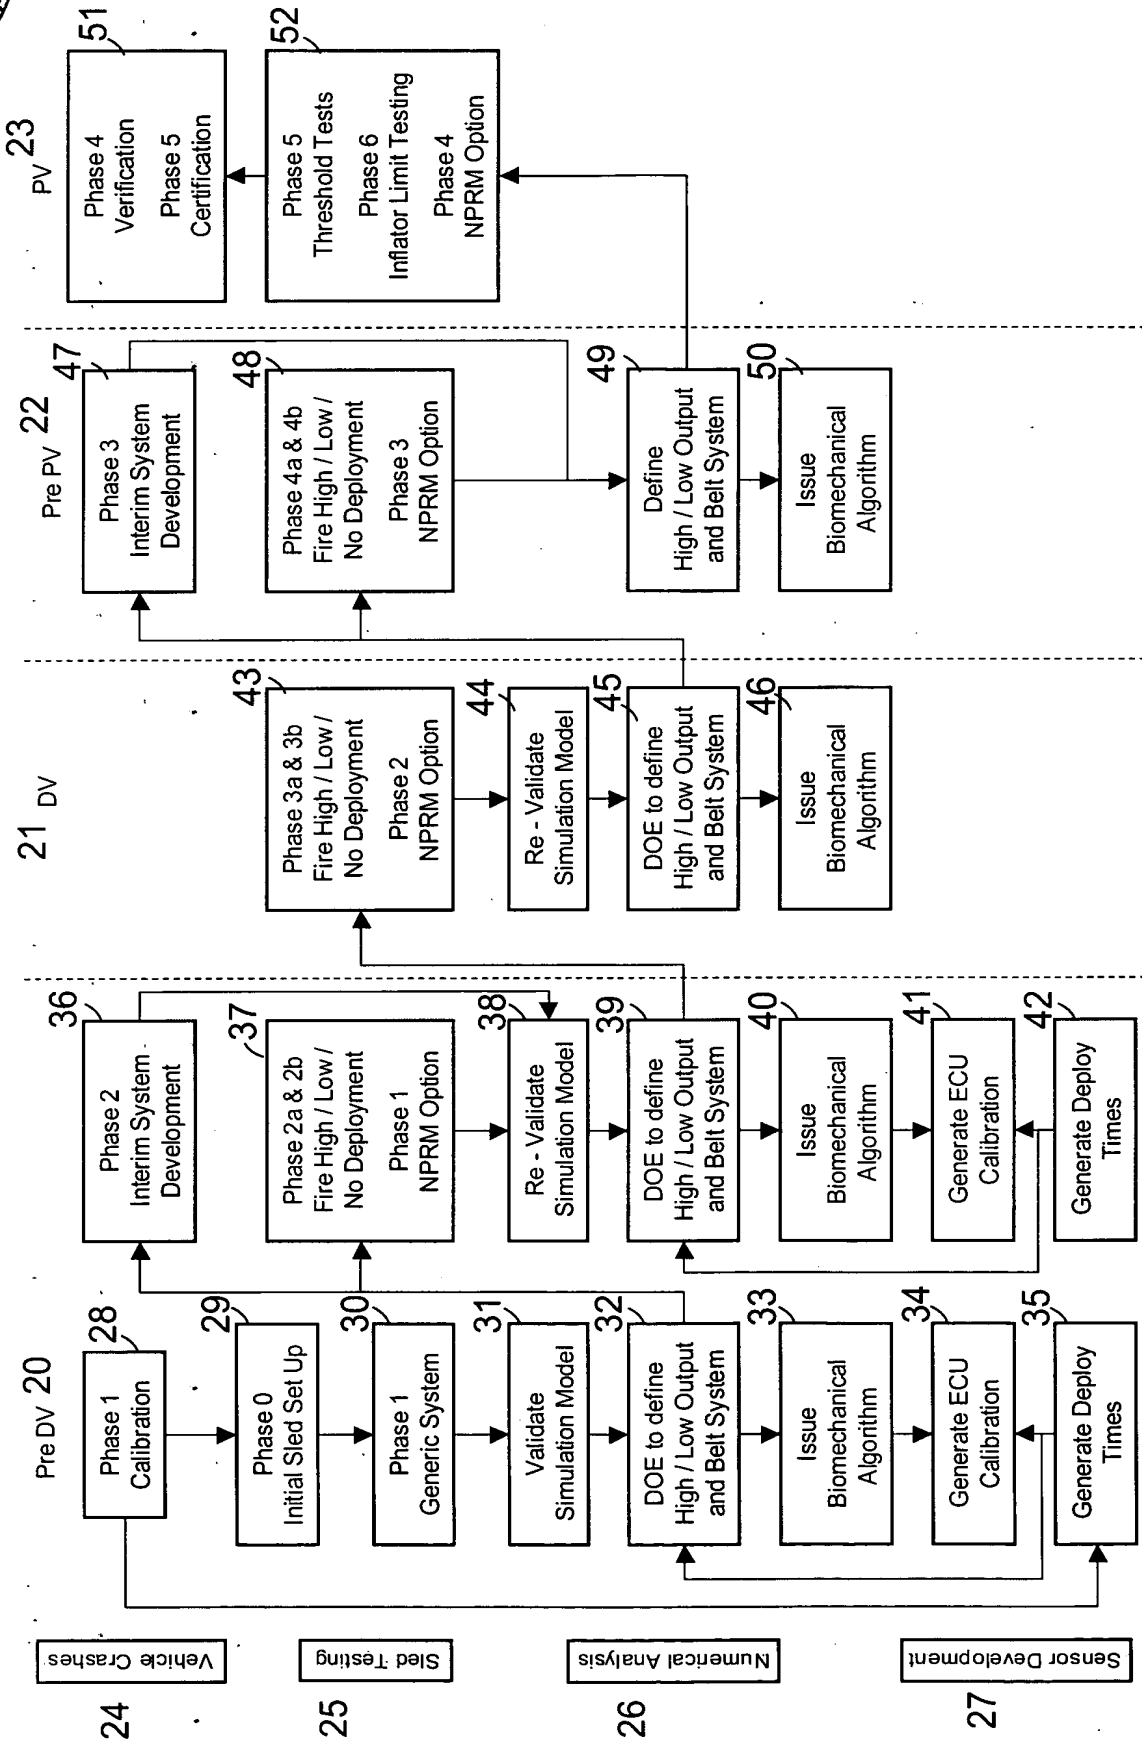 Pre DV 20
21 DV
Pre PV 22
PV 23
24
Vehicle Crashes
25
Sled Testing
26
Numerical Analysis
27
Sensor Development
28
Phase 1
Calibration
29
Phase 0
Initial Sled Set Up
30
Phase 1
Generic System
31
Validate
Simulation Model
32
DOE to define
High / Low Output
and Belt System
33
Issue
Biomechanical
Algorithm
34
Generate ECU
Calibration
35
Generate Deploy
Times
36
Phase 2
Interim System
Development
37
Phase 2a & 2b
Fire High / Low /
No Deployment
Phase 1
NPRM Option
38
Re - Validate
Simulation Model
39
DOE to define
High / Low Output
and Belt System
40
Issue
Biomechanical
Algorithm
41
Generate ECU
Calibration
42
Generate Deploy
Times
43
Phase 3a & 3b
Fire High / Low /
No Deployment
Phase 2
NPRM Option
44
Re - Validate
Simulation Model
45
DOE to define
High / Low Output
and Belt System
46
Issue
Biomechanical
Algorithm
47
Phase 3
Interim System
Development
48
Phase 4a & 4b
Fire High / Low /
No Deployment
Phase 3
NPRM Option
49
Define
High / Low Output
and Belt System
50
Issue
Biomechanical
Algorithm
51
Phase 4
Verification
Phase 5
Certification
52
Phase 5
Threshold Tests
Phase 6
Inflator Limit Testing
Phase 4
NPRM Option